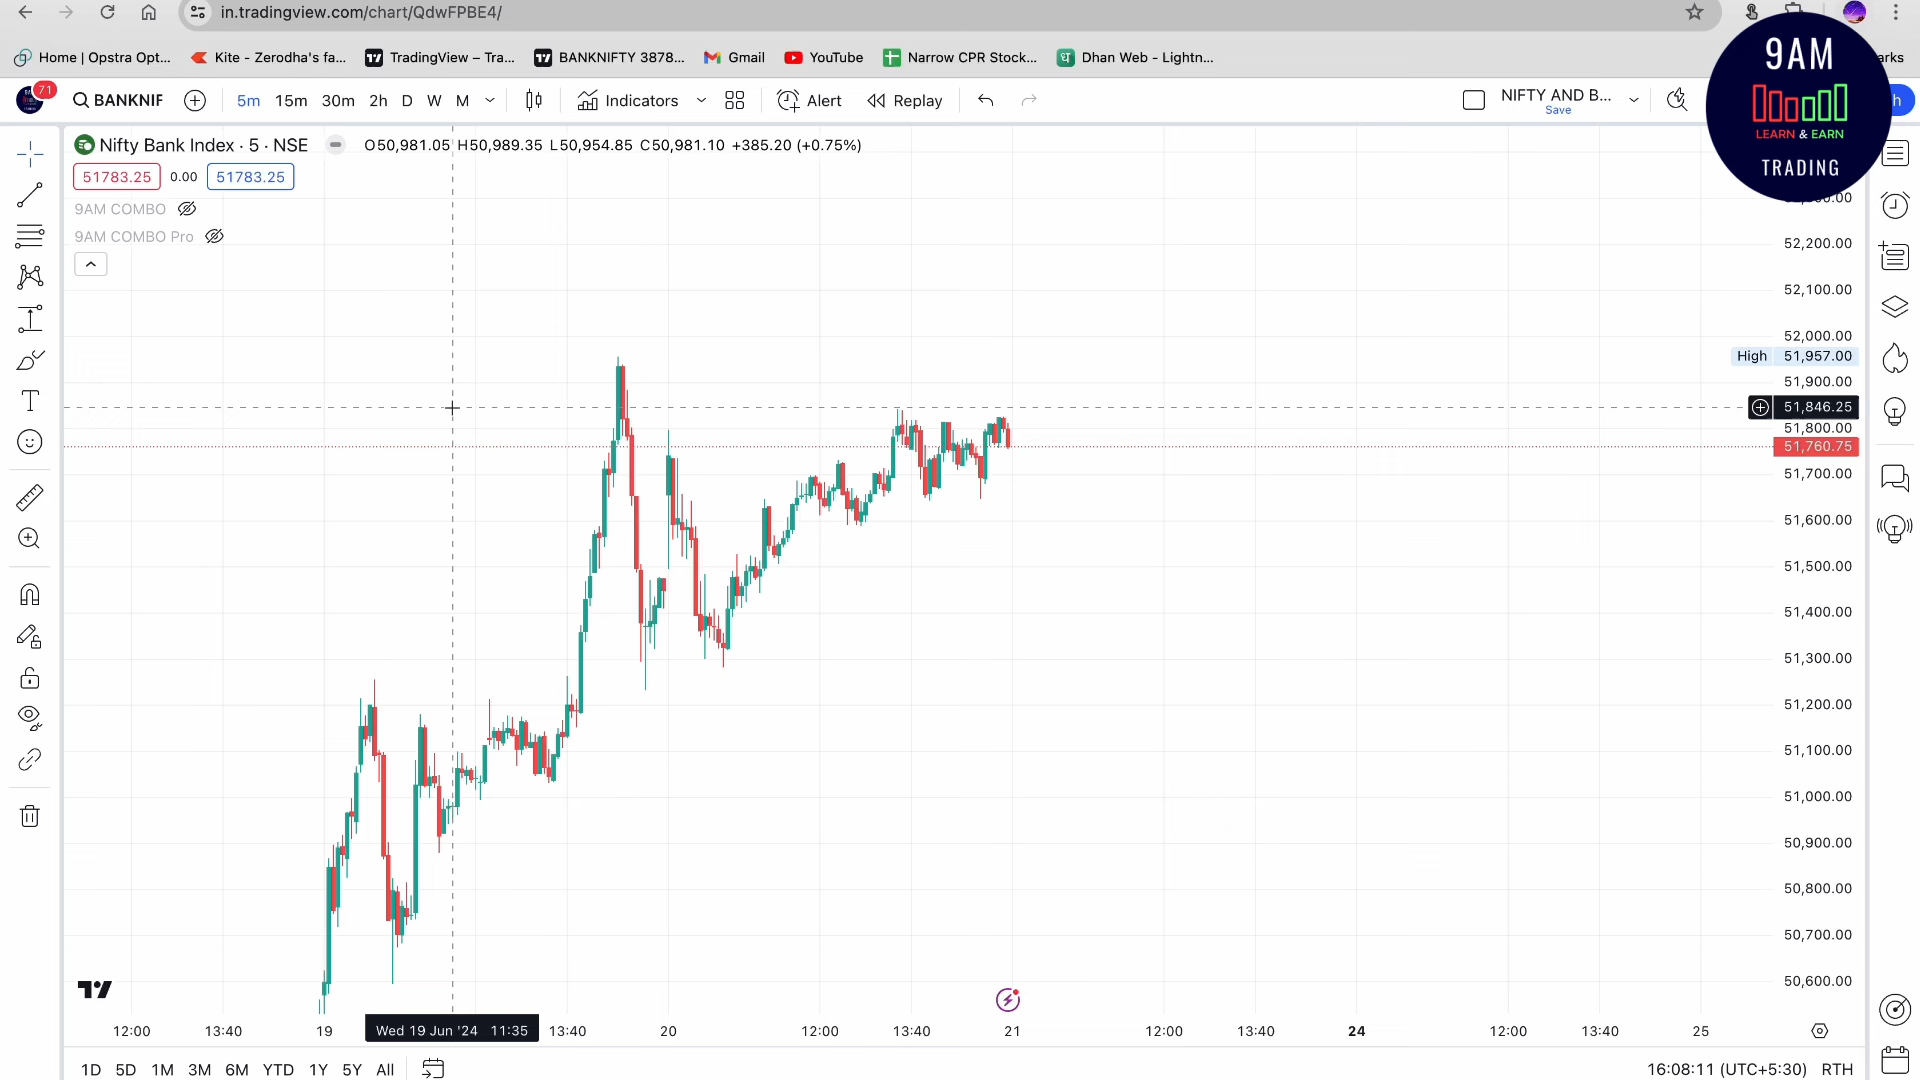 in.tradingview.com/chart/QdwFPBE4/
Home | Opstra Opt...
Kite - Zerodha's fa...
TradingView – Tra...
BANKNIFTY 3878...
Gmail
YouTube
Narrow CPR Stock...
Dhan Web - Lightn...
arks
9AM
LEARN & EARN
TRADING
71
BANKNIF
5m 15m 30m 2h D W M
Indicators
Alert
Replay
NIFTY AND B...
Save
h
Nifty Bank Index · 5 · NSE
O50,981.05 H50,989.35 L50,954.85 C50,981.10 +385.20 (+0.75%)
51783.25 0.00 51783.25
9AM COMBO
9AM COMBO Pro
52,200.00
52,100.00
52,000.00
High 51,957.00
51,900.00
51,846.25
51,800.00
51,760.75
51,700.00
51,600.00
51,500.00
51,400.00
51,300.00
51,200.00
51,100.00
51,000.00
50,900.00
50,800.00
50,700.00
50,600.00
12:00 13:40 19 Wed 19 Jun '24 11:35 13:40 20 12:00 13:40 21 12:00 13:40 24 12:00 13:40 25
1D 5D 1M 3M 6M YTD 1Y 5Y All
16:08:11 (UTC+5:30) RTH